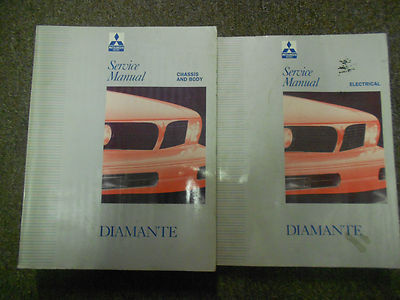 Service
Manual
CHASSIS
AND BODY
DIAMANTE
Service
Manual
ELECTRICAL
DIAMANTE